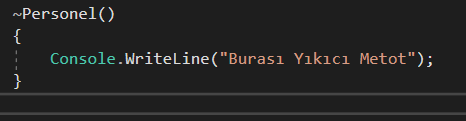 ~Personel()
{
Console.WriteLine("Burası Yıkıcı Metot");
}